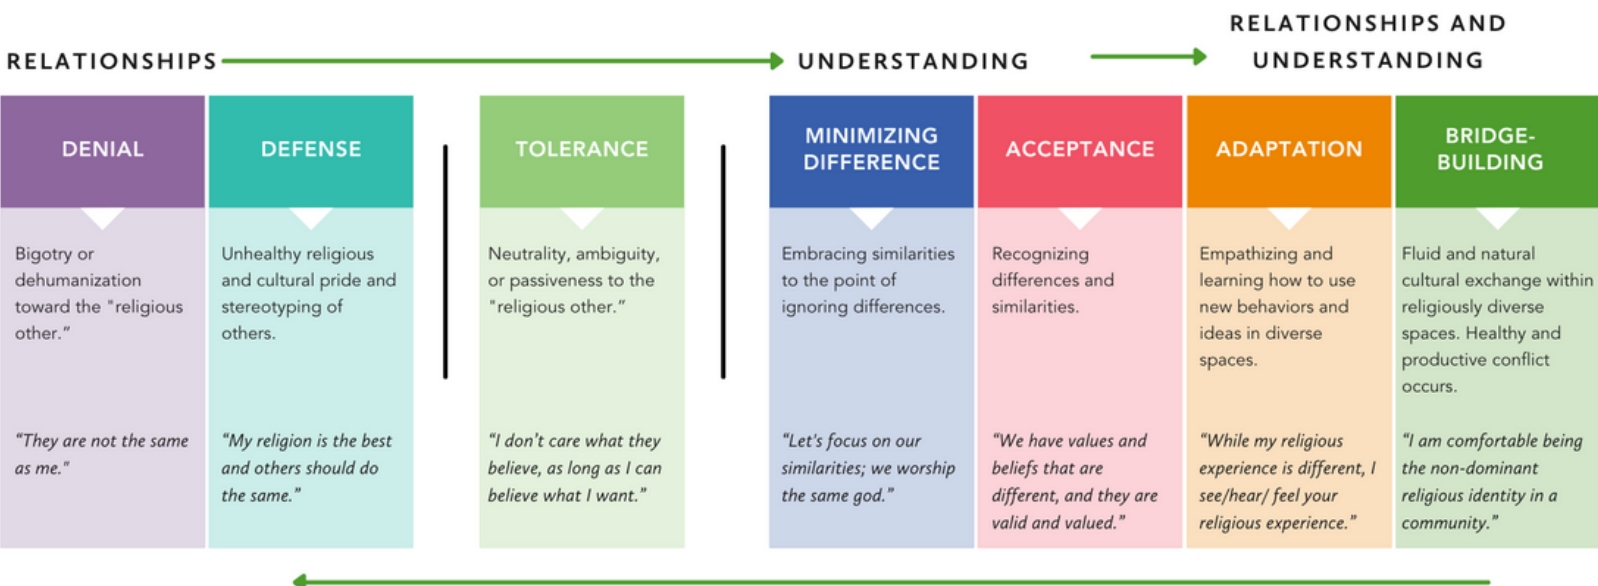 RELATIONSHIPS AND
RELATIONSHIPS
UNDERSTANDING
UNDERSTANDING
DENIAL
Bigotry or
dehumanization
toward the "religious
other.”
“They are not the same
as me."
DEFENSE
Unhealthy religious
and cultural pride and
stereotyping of
others.
“My religion is the best
and others should do
the same.”
TOLERANCE
Neutrality, ambiguity,
or passiveness to the
"religious other.”
“I don’t care what they
believe, as long as I can
believe what I want.”
MINIMIZING
DIFFERENCE
Embracing similarities
to the point of
ignoring differences.
“Let's focus on our
similarities; we worship
the same god.”
ACCEPTANCE
Recognizing
differences and
similarities.
“We have values and
beliefs that are
different, and they are
valid and valued.”
ADAPTATION
Empathizing and
learning how to use
new behaviors and
ideas in diverse
spaces.
“While my religious
experience is different, I
see/hear/ feel your
religious experience.”
BRIDGE-
BUILDING
Fluid and natural
cultural exchange within
religiously diverse
spaces. Healthy and
productive conflict
occurs.
“I am comfortable being
the non-dominant
religious identity in a
community.”